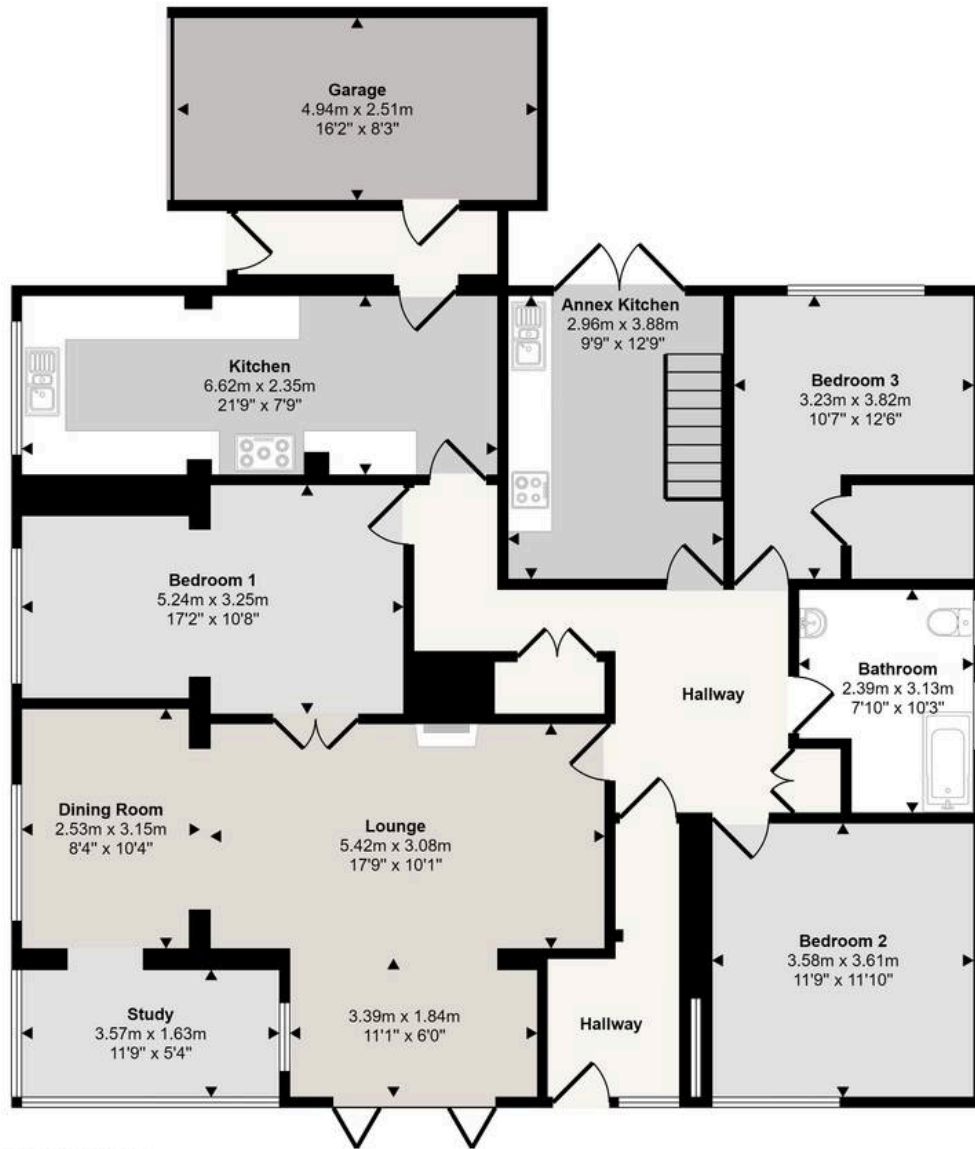 Garage
4.94m x 2.51m
16'2" x 8'3"
Annex Kitchen
2.96m x 3.88m
9'9" x 12'9"
Kitchen
6.62m x 2.35m
21'9" x 7'9"
Bedroom 3
3.23m x 3.82m
10'7" x 12'6"
Bedroom 1
5.24m x 3.25m
17'2" x 10'8"
Hallway
Bathroom
2.39m x 3.13m
7'10" x 10'3"
Dining Room
2.53m x 3.15m
8'4" x 10'4"
Lounge
5.42m x 3.08m
17'9" x 10'1"
Bedroom 2
3.58m x 3.61m
11'9" x 11'10"
Study
3.57m x 1.63m
11'9" x 5'4"
3.39m x 1.84m
11'1" x 6'0"
Hallway